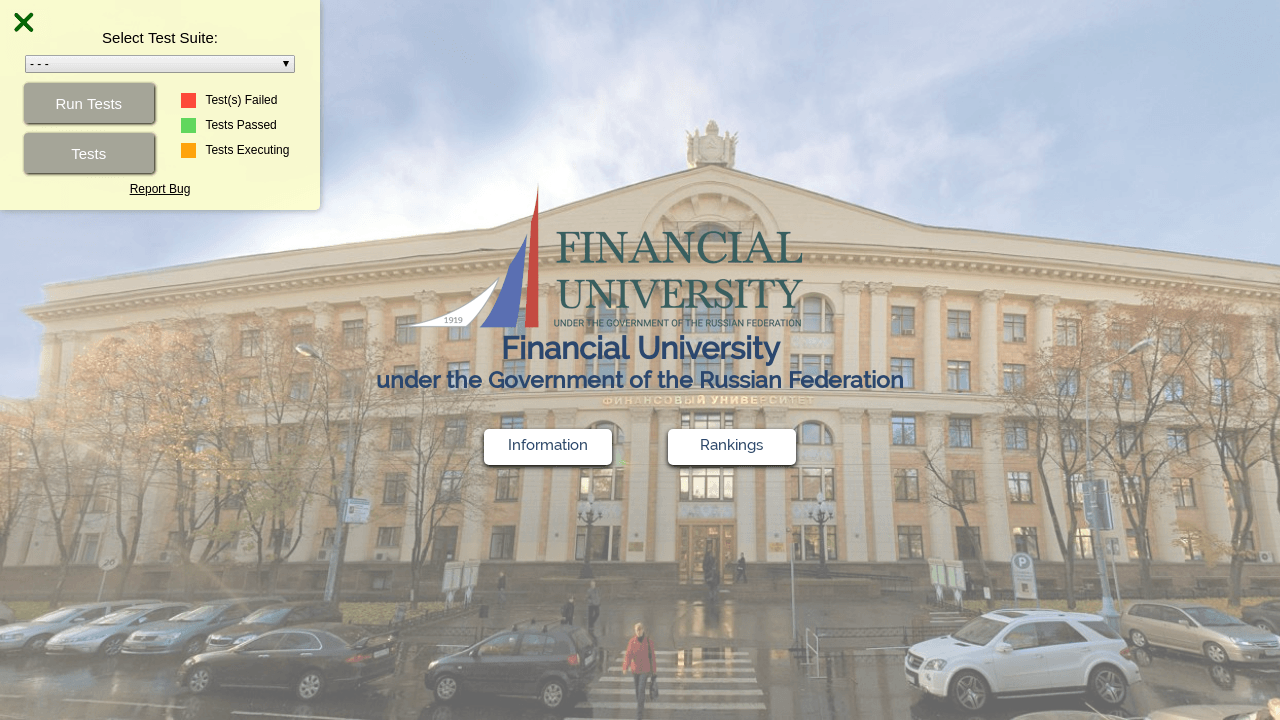 Select Test Suite:
- - -
Run Tests
Tests
Test(s) Failed
Tests Passed
Tests Executing
Report Bug
1919
FINANCIAL
UNIVERSITY
UNDER THE GOVERNMENT OF THE RUSSIAN FEDERATION
Financial University
under the Government of the Russian Federation
ФИНАНСОВЫЙ УНИВЕРСИТЕТ
Information
Rankings
P